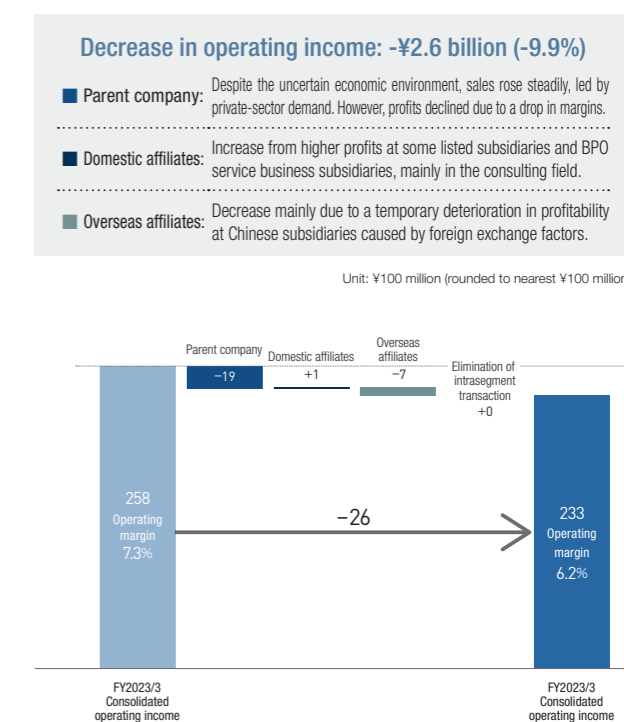 Decrease in operating income: -¥2.6 billion (-9.9%)
Parent company: Despite the uncertain economic environment, sales rose steadily, led by
private-sector demand. However, profits declined due to a drop in margins.
Domestic affiliates: Increase from higher profits at some listed subsidiaries and BPO
service business subsidiaries, mainly in the consulting field.
Overseas affiliates: Decrease mainly due to a temporary deterioration in profitability
at Chinese subsidiaries caused by foreign exchange factors.
Unit: ¥100 million (rounded to nearest ¥100 million
Parent company
−19
Domestic affiliates
+1
Overseas
affiliates
−7
Elimination of
intrasegment
transaction
+0
258
Operating
margin
7.3%
−26
233
Operating
margin
6.2%
FY2023/3
Consolidated
operating income
FY2023/3
Consolidated
operating income